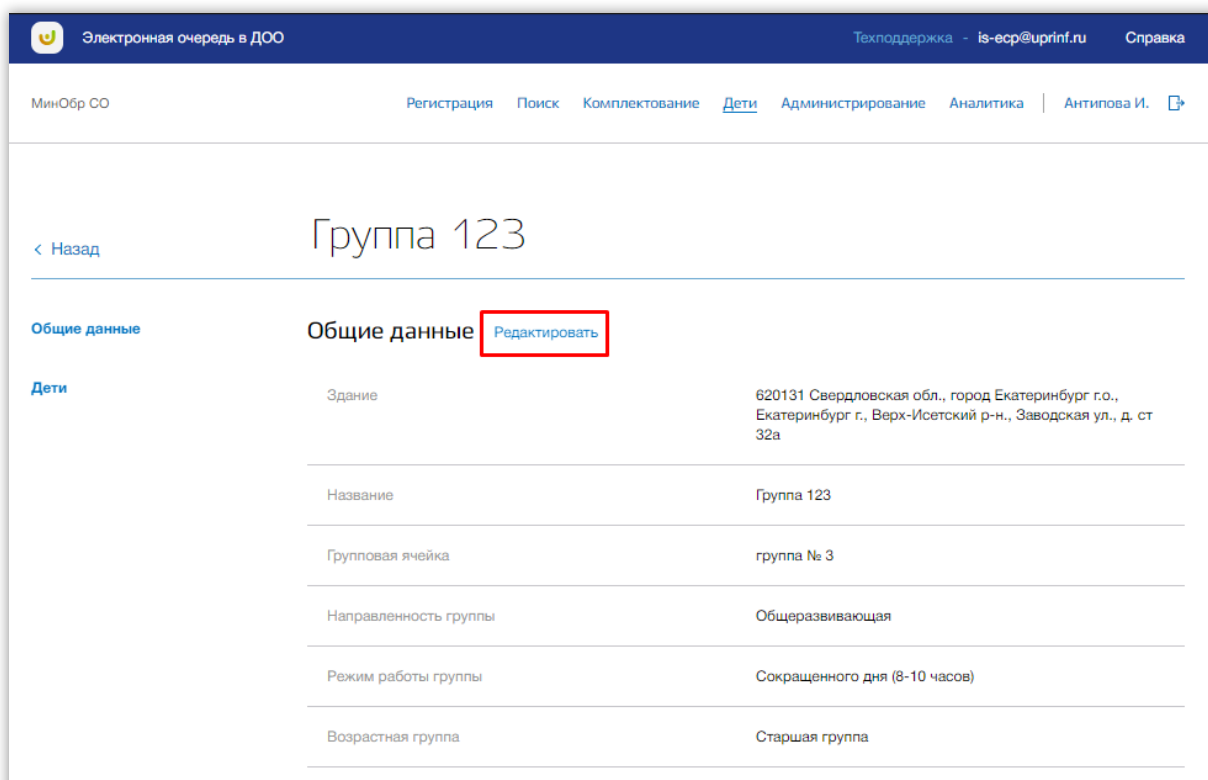 Электронная очередь в ДОО
Техподдержка - is-ecp@uprinf.ru Справка
МинОбр СО
Регистрация Поиск Комплектование Дети Администрирование Аналитика Антипова И.
Группа 123
< Назад
Общие данные
Дети
Общие данные Редактировать
Здание
620131 Свердловская обл., город Екатеринбург г.о.,
Екатеринбург г., Верх-Исетский р-н., Заводская ул., д. ст
32а
Название
Группа 123
Групповая ячейка
группа № 3
Направленность группы
Общеразвивающая
Режим работы группы
Сокращенного дня (8-10 часов)
Возрастная группа
Старшая группа